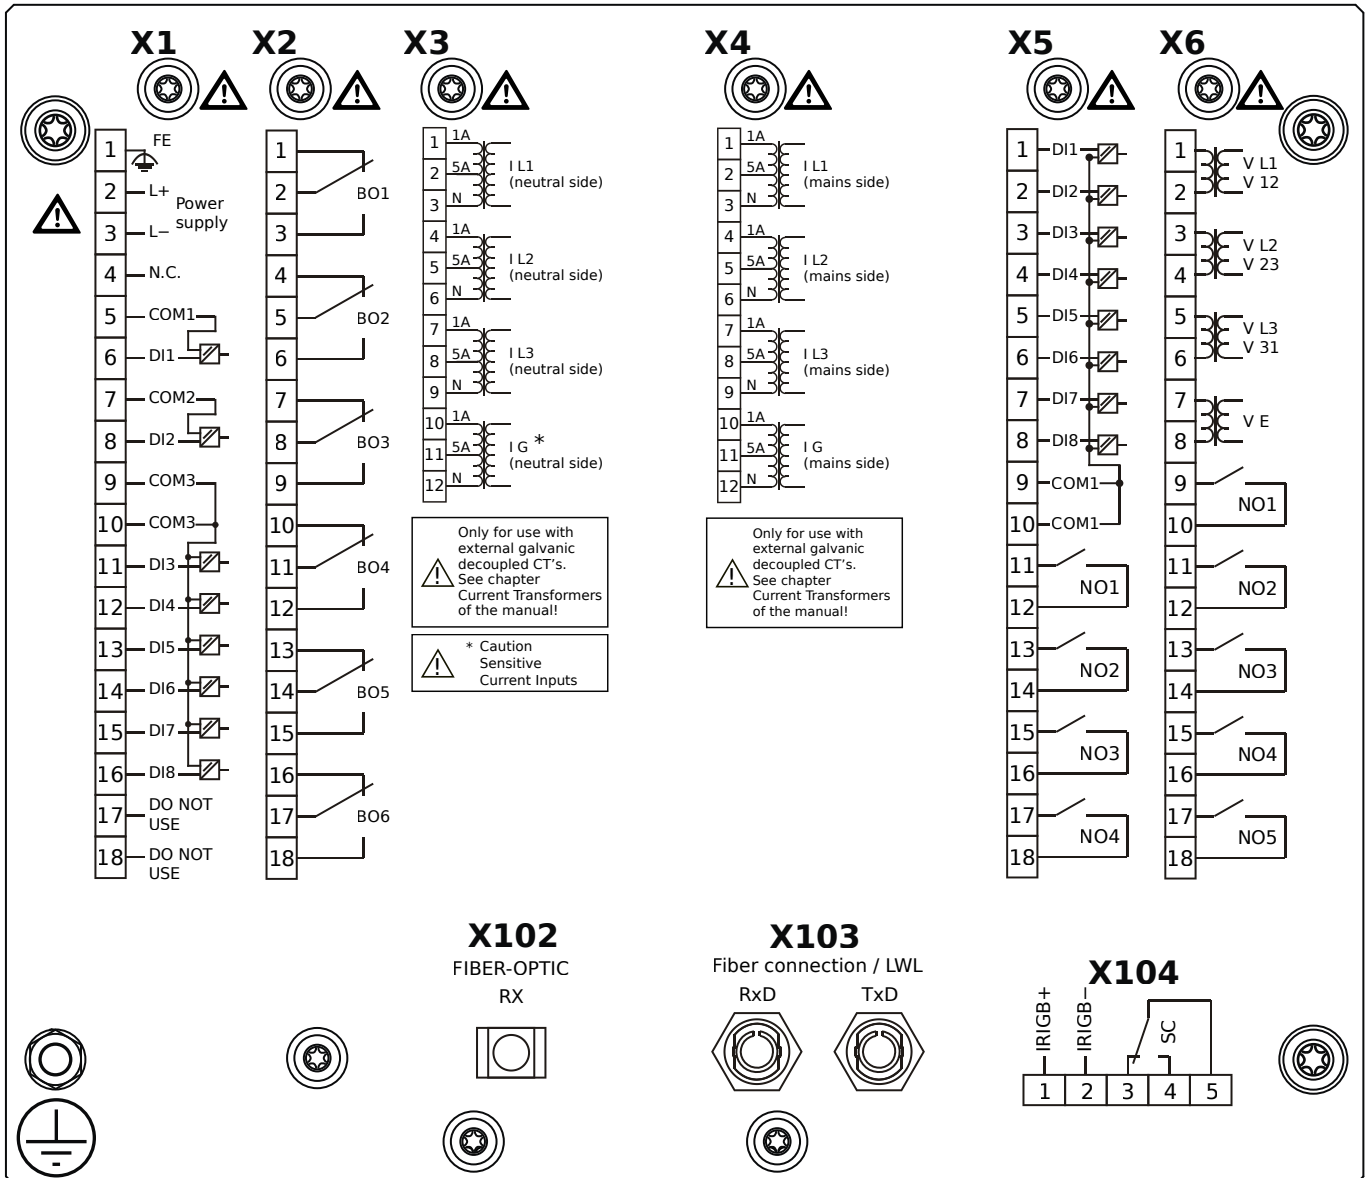 X1
1
FE
2 L+
Power
supply
3 L−
4 N.C.
5 COM1
6 DI1
7 COM2
8 DI2
9 COM3
10 COM3
11 DI3
12 DI4
13 DI5
14 DI6
15 DI7
16 DI8
17 DO NOT
USE
18 DO NOT
USE
X2
1
2 BO1
3
4
5 BO2
6
7
8 BO3
9
10
11 BO4
12
13
14 BO5
15
16
17 BO6
18
X3
1 1A
2 5A I L1
(neutral side)
3 N
4 1A
5 5A I L2
(neutral side)
6 N
7 1A
8 5A I L3
(neutral side)
9 N
10 1A
11 5A I G *
(neutral side)
12 N
Only for use with
external galvanic
decoupled CT’s.
See chapter
Current Transformers
of the manual!
* Caution
Sensitive
Current Inputs
X4
1 1A
2 5A I L1
(mains side)
3 N
4 1A
5 5A I L2
(mains side)
6 N
7 1A
8 5A I L3
(mains side)
9 N
10 1A
11 5A I G
(mains side)
12 N
Only for use with
external galvanic
decoupled CT’s.
See chapter
Current Transformers
of the manual!
X5
1 DI1
2 DI2
3 DI3
4 DI4
5 DI5
6 DI6
7 DI7
8 DI8
9 COM1
10 COM1
11
NO1
12
13
NO2
14
15
NO3
16
17
NO4
18
X6
1
V L1
V 12
2
3
V L2
V 23
4
5
V L3
V 31
6
7
V E
8
9
NO1
10
11
NO2
12
13
NO3
14
15
NO4
16
17
NO5
18
X102
FIBER-OPTIC
RX
X103
Fiber connection / LWL
RxD TxD
X104
IRIGB+
IRIGB−
SC
1 2 3 4 5